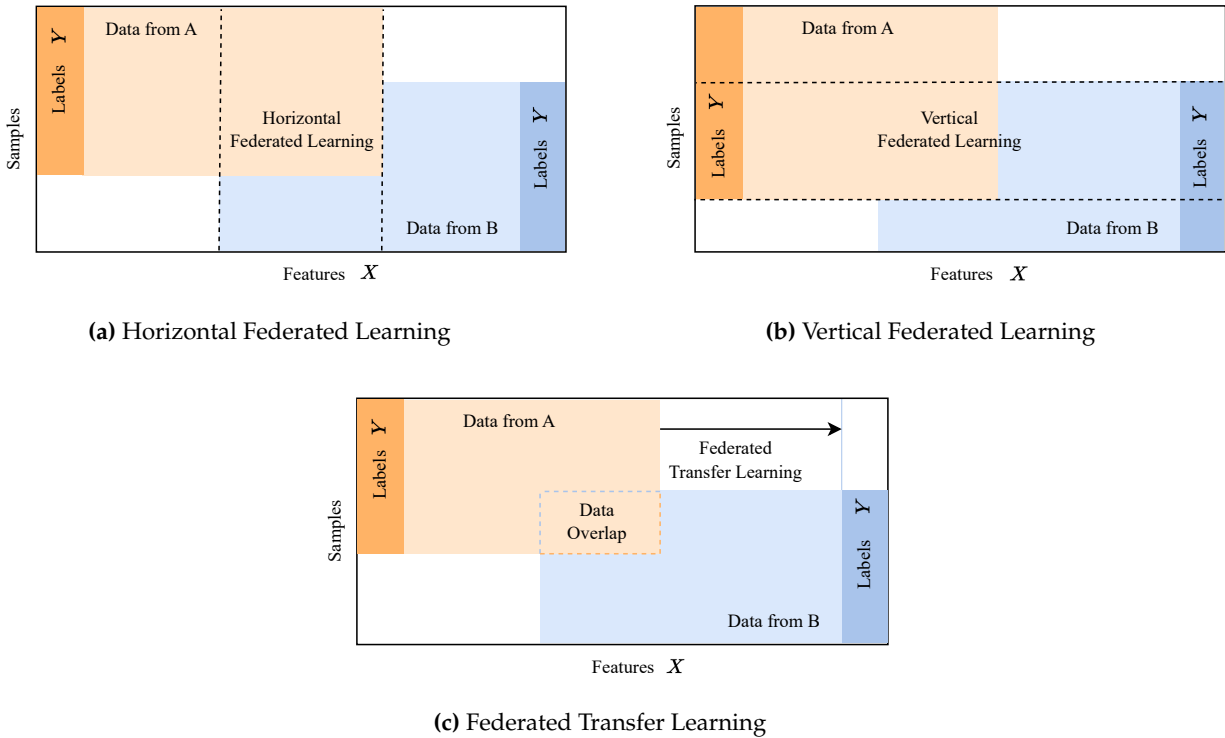 Data from A
Labels Y
Samples
Horizontal
Federated Learning
Labels Y
Data from B
Features X
(a) Horizontal Federated Learning
Data from A
Labels Y
Samples
Vertical
Federated Learning
Labels Y
Data from B
Features X
(b) Vertical Federated Learning
Data from A
Labels Y
Samples
Federated
Transfer Learning
Data
Overlap
Labels Y
Data from B
Features X
(c) Federated Transfer Learning